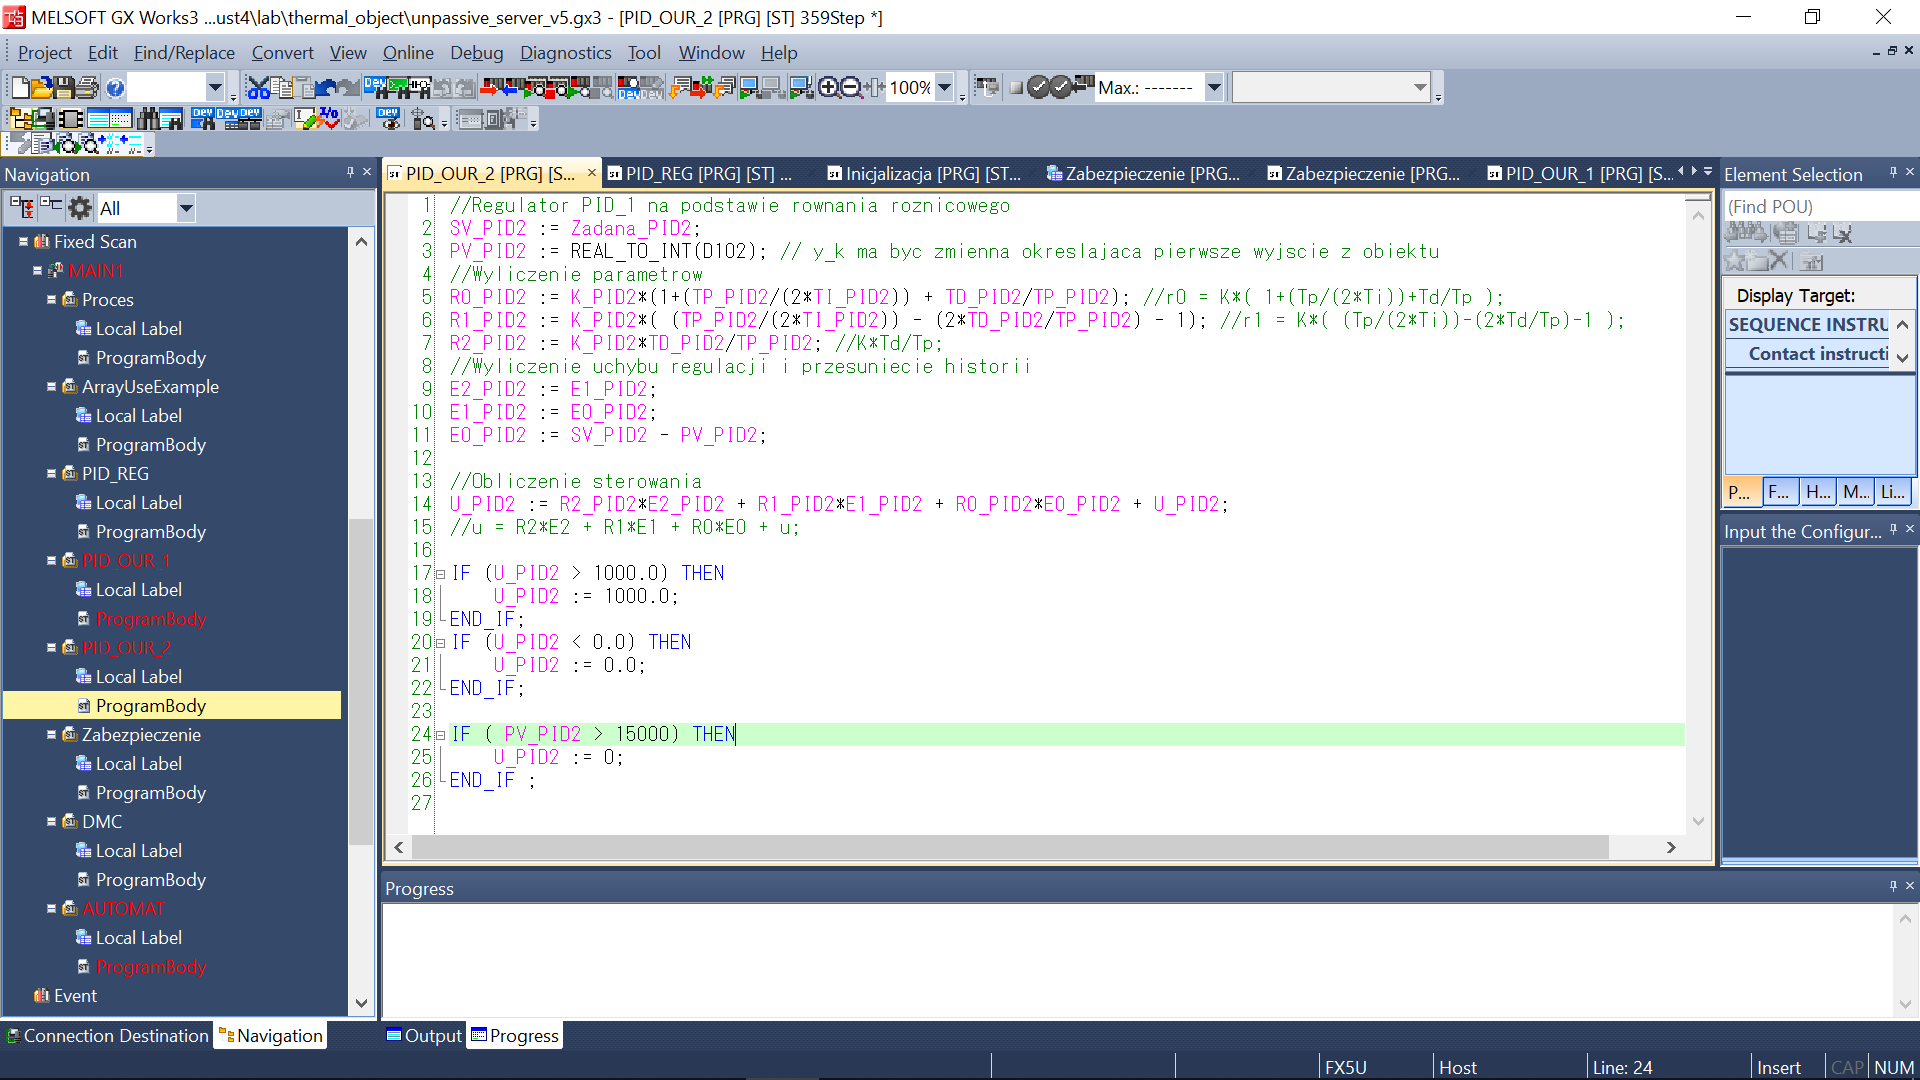 MELSOFT GX Works3 ...ust4\lab\thermal_object\unpassive_server_v5.gx3 - [PID_OUR_2 [PRG] [ST] 359Step *]
Project Edit Find/Replace Convert View Online Debug Diagnostics Tool Window Help
100% Max.: -------
Navigation
All
Fixed Scan
MAIN1
Proces
Local Label
ProgramBody
ArrayUseExample
Local Label
ProgramBody
PID_REG
Local Label
ProgramBody
PID_OUR_1
Local Label
ProgramBody
PID_OUR_2
Local Label
ProgramBody
Zabezpieczenie
Local Label
ProgramBody
DMC
Local Label
ProgramBody
AUTOMAT
Local Label
ProgramBody
Event
Connection Destination Navigation
PID_OUR_2 [PRG] [S... PID_REG [PRG] [ST] ... Inicjalizacja [PRG] [ST... Zabezpieczenie [PRG... Zabezpieczenie [PRG... PID_OUR_1 [PRG] [S...
1 //Regulator PID_1 na podstawie rownania roznicowego
2 SV_PID2 := Zadana_PID2;
3 PV_PID2 := REAL_TO_INT(D102); // y_k ma byc zmienna okreslajaca pierwsze wyjscie z obiektu
4 //Wyliczenie parametrow
5 R0_PID2 := K_PID2*(1+(TP_PID2/(2*TI_PID2)) + TD_PID2/TP_PID2); //r0 = K*( 1+(Tp/(2*Ti))+Td/Tp );
6 R1_PID2 := K_PID2*( (TP_PID2/(2*TI_PID2)) - (2*TD_PID2/TP_PID2) - 1); //r1 = K*( (Tp/(2*Ti))-(2*Td/Tp)-1 );
7 R2_PID2 := K_PID2*TD_PID2/TP_PID2; //K*Td/Tp;
8 //Wyliczenie uchybu regulacji i przesuniecie historii
9 E2_PID2 := E1_PID2;
10 E1_PID2 := E0_PID2;
11 E0_PID2 := SV_PID2 - PV_PID2;
12
13 //Obliczenie sterowania
14 U_PID2 := R2_PID2*E2_PID2 + R1_PID2*E1_PID2 + R0_PID2*E0_PID2 + U_PID2;
15 //u = R2*E2 + R1*E1 + R0*E0 + u;
16
17 IF (U_PID2 > 1000.0) THEN
18 U_PID2 := 1000.0;
19 END_IF;
20 IF (U_PID2 < 0.0) THEN
21 U_PID2 := 0.0;
22 END_IF;
23
24 IF ( PV_PID2 > 15000) THEN
25 U_PID2 := 0;
26 END_IF ;
27
Progress
Output Progress
Element Selection
(Find POU)
Display Target:
SEQUENCE INSTRU
Contact instructi
P... F... H... M... Li...
Input the Configur...
FX5U Host Line: 24 Insert CAP NUM